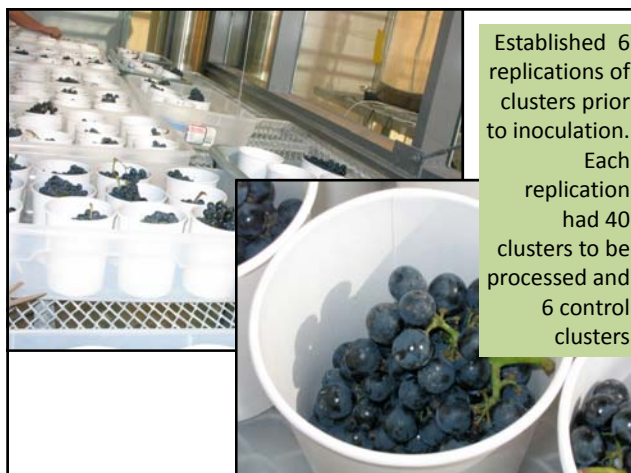 Established 6
replications of
clusters prior
to inoculation.
Each
replication
had 40
clusters to be
processed and
6 control
clusters